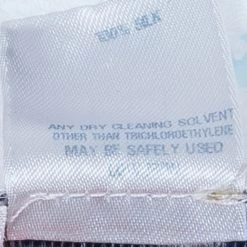 100% SILK
ANY DRY CLEANING SOLVENT
OTHER THAN TRICHLOROETHYLENE
MAY BE SAFELY USED